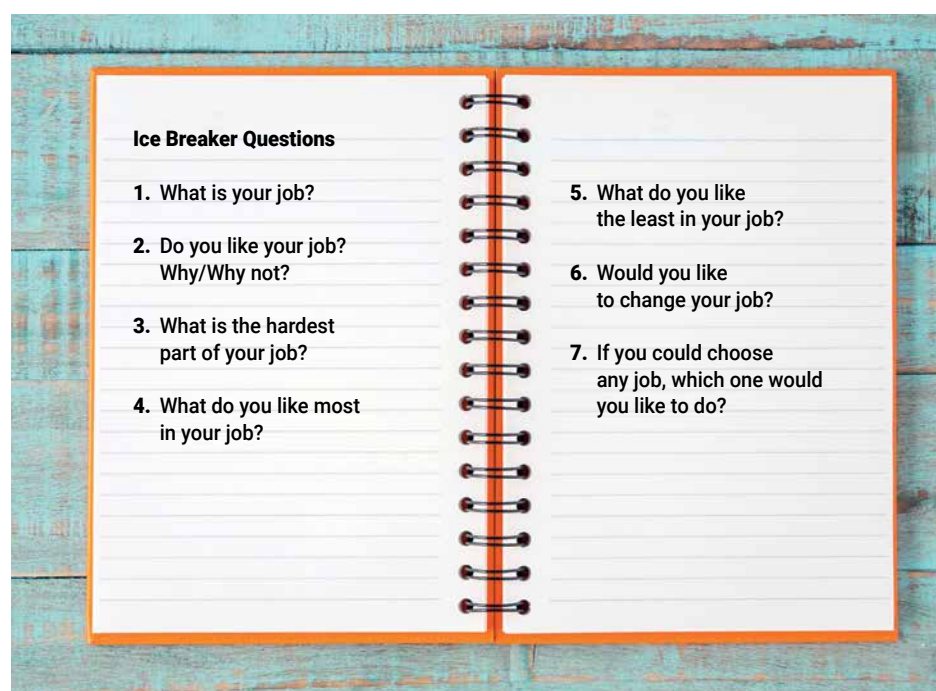 Ice Breaker Questions
1. What is your job?
2. Do you like your job?
Why/Why not?
3. What is the hardest
part of your job?
4. What do you like most
in your job?
5. What do you like
the least in your job?
6. Would you like
to change your job?
7. If you could choose
any job, which one would
you like to do?